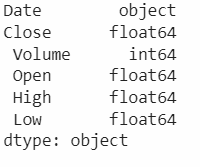 Date        object
Close      float64
 Volume      int64
 Open      float64
 High      float64
 Low       float64
dtype: object